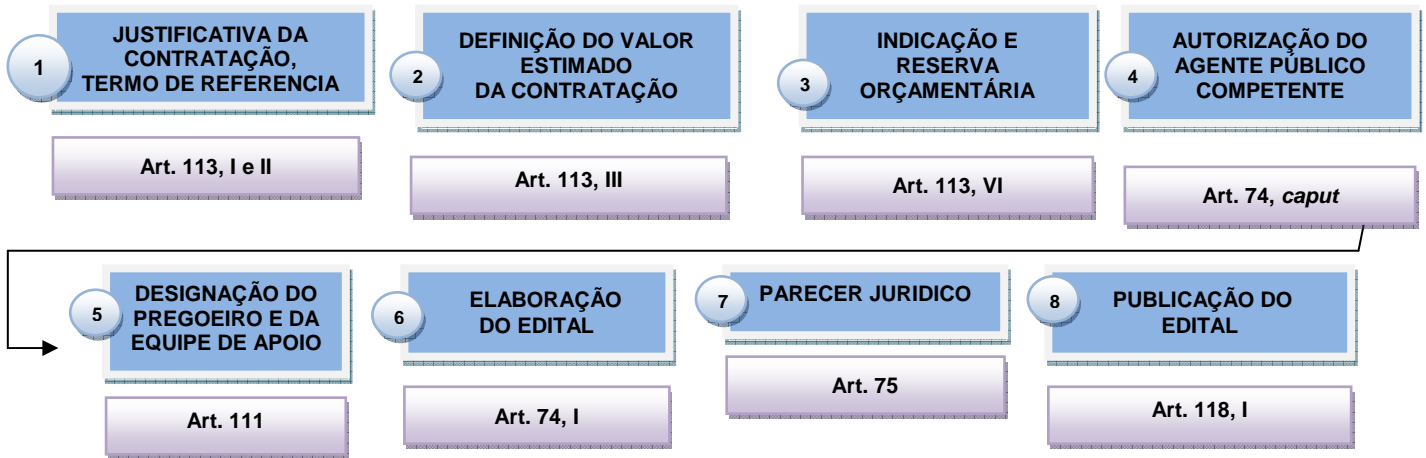 1
JUSTIFICATIVA DA
CONTRATAÇÃO,
TERMO DE REFERENCIA
Art. 113, I e II
2
DEFINIÇÃO DO VALOR
ESTIMADO
DA CONTRATAÇÃO
Art. 113, III
3
INDICAÇÃO E
RESERVA
ORÇAMENTÁRIA
Art. 113, VI
4
AUTORIZAÇÃO DO
AGENTE PÚBLICO
COMPETENTE
Art. 74, caput
5
DESIGNAÇÃO DO
PREGOEIRO E DA
EQUIPE DE APOIO
Art. 111
6
ELABORAÇÃO
DO EDITAL
Art. 74, I
7
PARECER JURIDICO
Art. 75
8
PUBLICAÇÃO DO
EDITAL
Art. 118, I